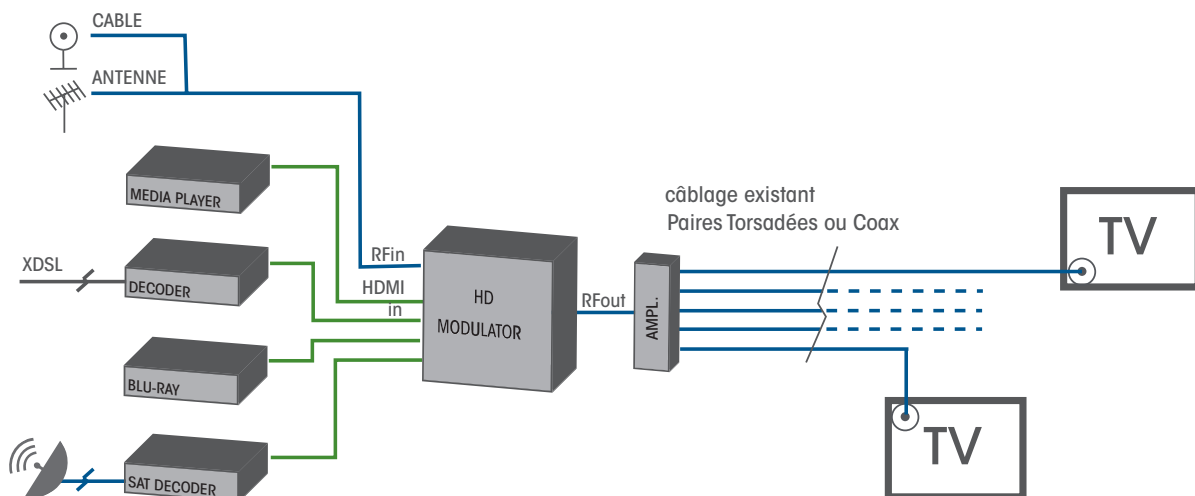 CABLE
ANTENNE
MEDIA PLAYER
XDSL
DECODER
BLU-RAY
SAT DECODER
RFin
HDMI
in
HD
MODULATOR
RFout
AMPL.
câblage existant
Paires Torsadées ou Coax
TV
TV